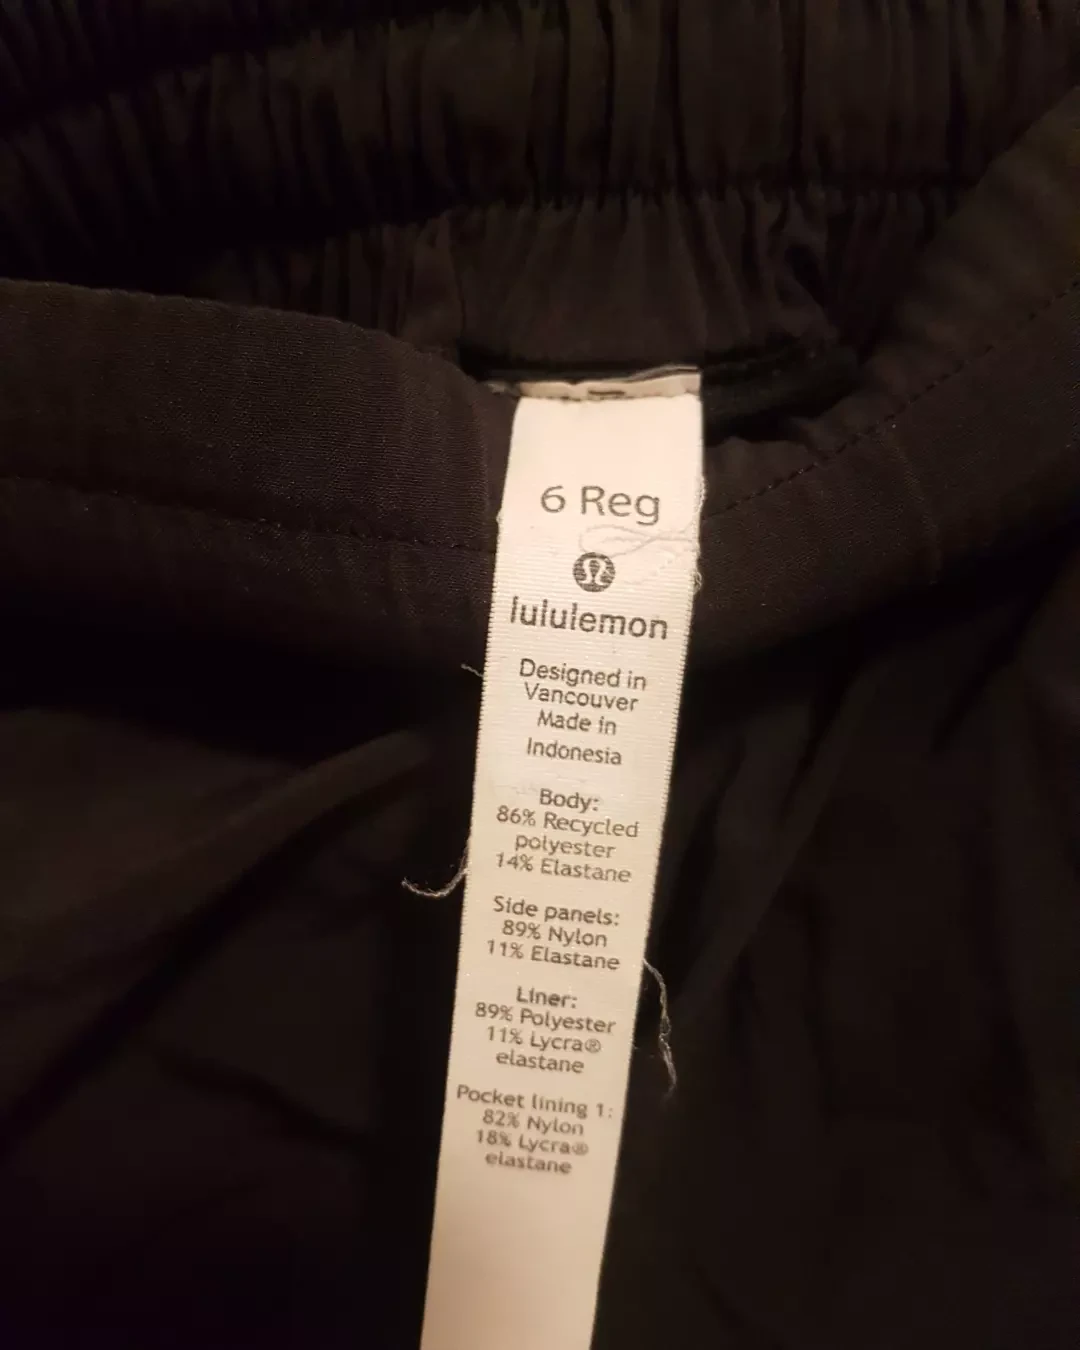 6 Reg
lululemon
Designed in
Vancouver
Made in
Indonesia
Body:
86% Recycled
polyester
14% Elastane
Side panels:
89% Nylon
11% Elastane
Liner:
89% Polyester
11% Lycra®
elastane
Pocket lining 1:
82% Nylon
18% Lycra®
elastane